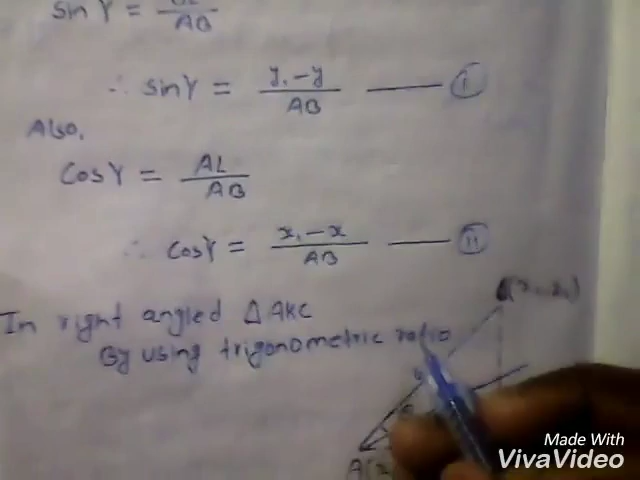 sin Y = / AB
∴ sin Y = y₁ - y / AB ——— I
Also,
Cos Y = AL / AB
∴ Cos Y = x₁ - x / AB ——— II
In right angled △ AKC
By using trigonometric ratio
A(
Made With
VivaVideo